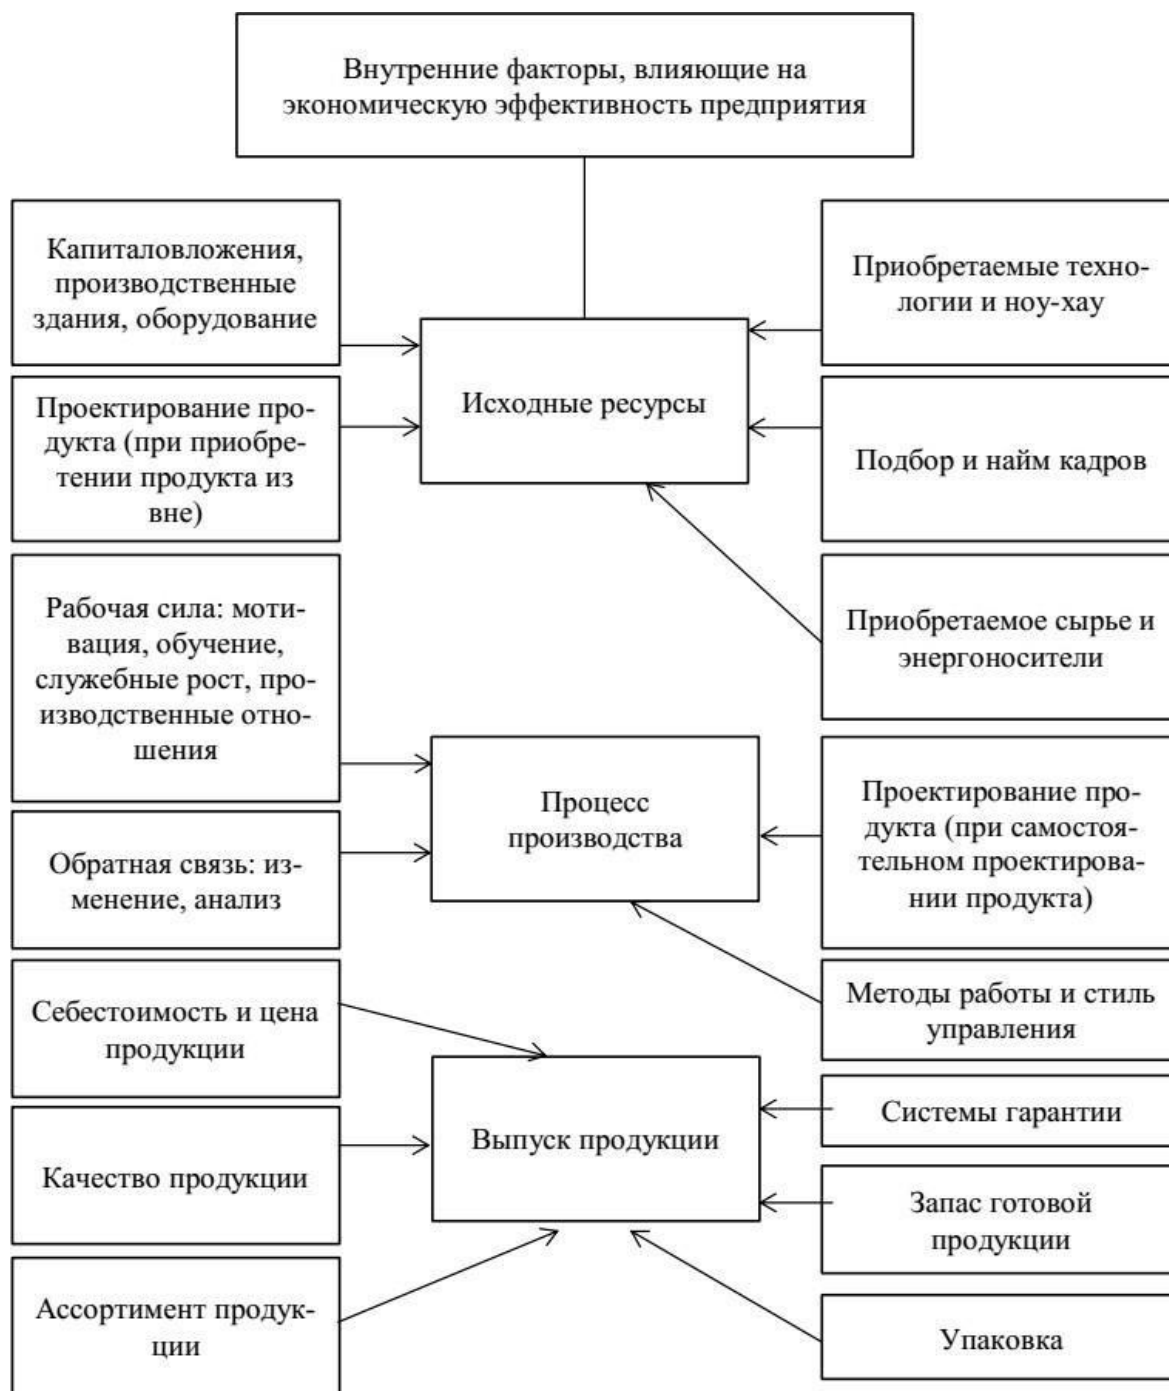 Внутренние факторы, влияющие на
экономическую эффективность предприятия
Капиталовложения,
производственные
здания, оборудование
Приобретаемые техно-
логии и ноу-хау
Исходные ресурсы
Проектирование про-
дукта (при приобре-
тении продукта из
вне)
Подбор и найм кадров
Рабочая сила: моти-
вация, обучение,
служебные рост, про-
изводственные отно-
шения
Приобретаемое сырье и
энергоносители
Процесс
производства
Проектирование про-
дукта (при самостоя-
тельном проектирова-
нии продукта)
Обратная связь: из-
менение, анализ
Себестоимость и цена
продукции
Методы работы и стиль
управления
Выпуск продукции
Системы гарантии
Качество продукции
Запас готовой
продукции
Ассортимент продук-
ции
Упаковка